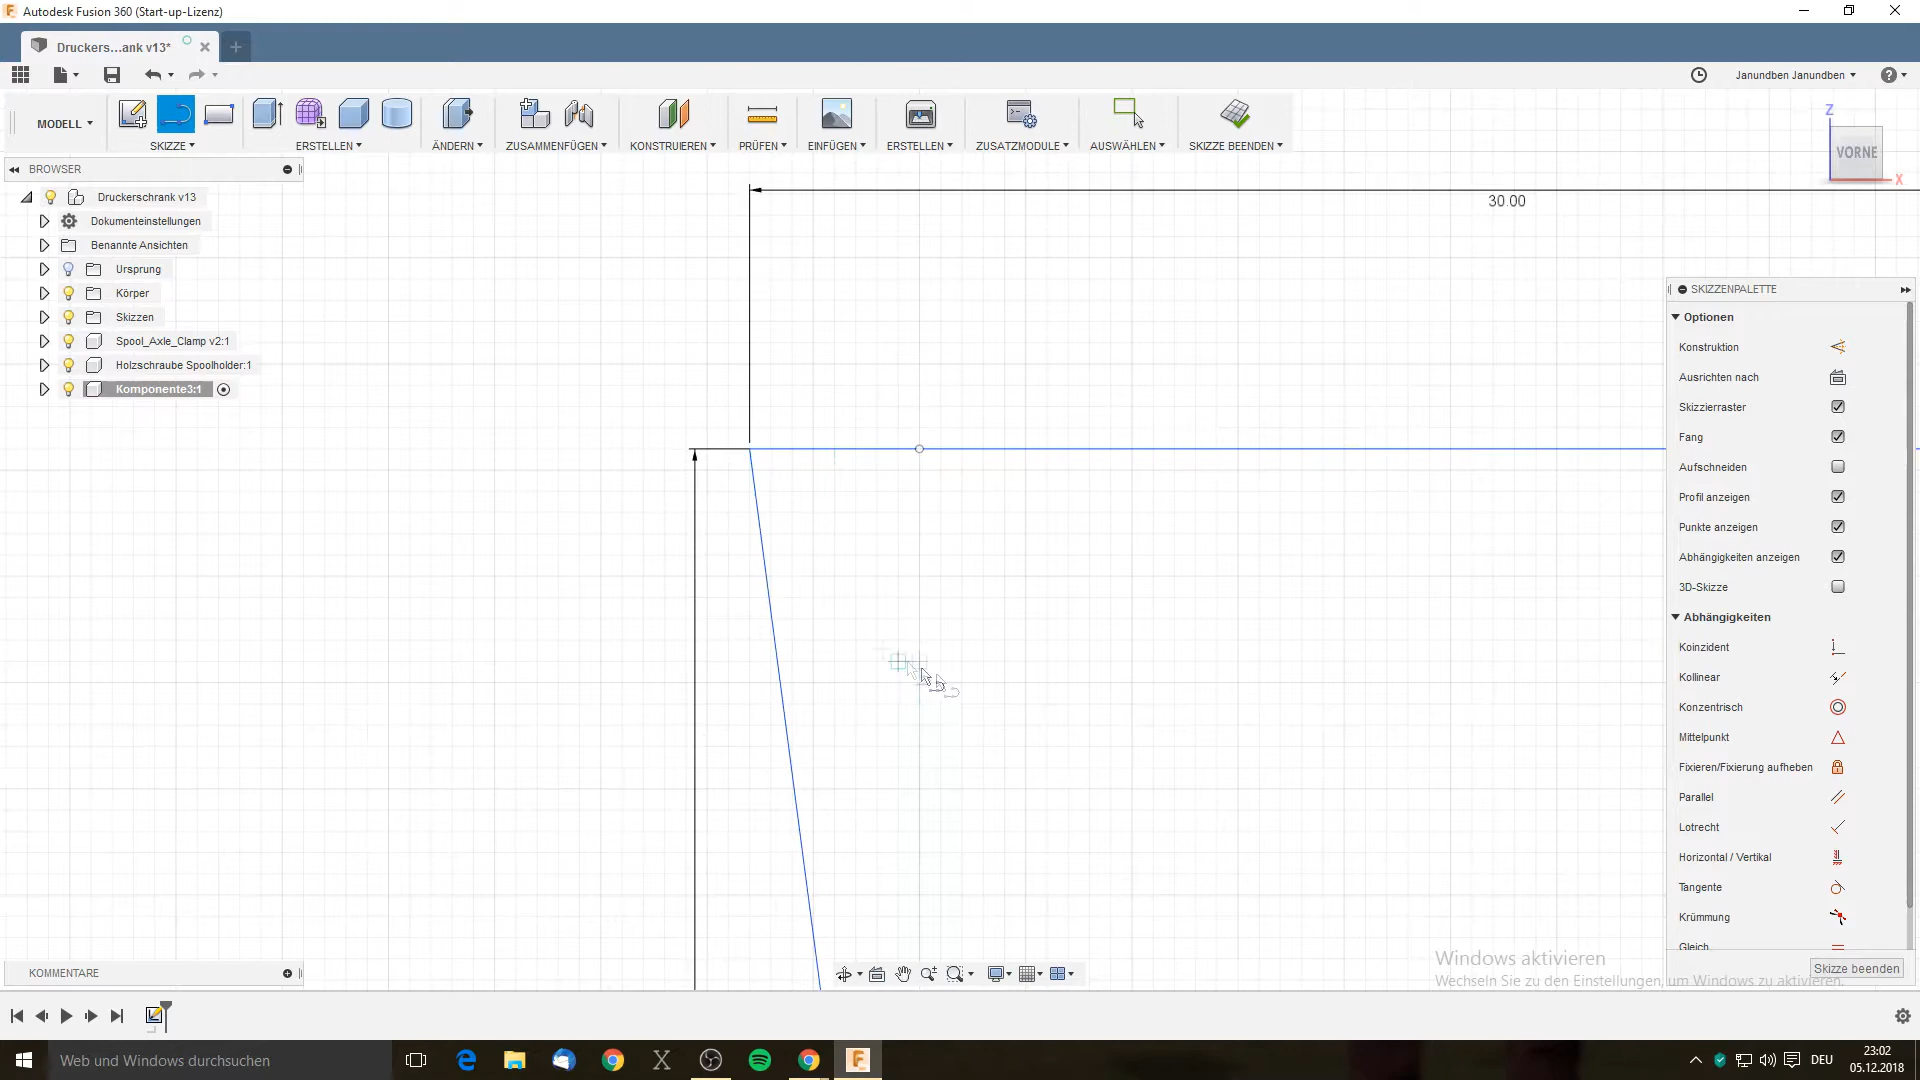 Autodesk Fusion 360 (Start-up-Lizenz)
Druckers...ank v13*
Janundben Janundben
MODELL
SKIZZE
ERSTELLEN
ÄNDERN
ZUSAMMENFÜGEN
KONSTRUIEREN
PRÜFEN
EINFÜGEN
ERSTELLEN
ZUSATZMODULE
AUSWÄHLEN
SKIZZE BEENDEN
Z
VORNE
X
BROWSER
Druckerschrank v13
Dokumenteinstellungen
Benannte Ansichten
Ursprung
Körper
Skizzen
Spool_Axle_Clamp v2:1
Holzschraube Spoolholder:1
Komponente3:1
30.00
SKIZZENPALETTE
Optionen
Konstruktion
Ausrichten nach
Skizzierraster
Fang
Aufschneiden
Profil anzeigen
Punkte anzeigen
Abhängigkeiten anzeigen
3D-Skizze
Abhängigkeiten
Koinzident
Kollinear
Konzentrisch
Mittelpunkt
Fixieren/Fixierung aufheben
Parallel
Lotrecht
Horizontal / Vertikal
Tangente
Krümmung
Gleich
Skizze beenden
Windows aktivieren
Wechseln Sie zu den Einstellungen, um Windows zu aktivieren.
KOMMENTARE
Web und Windows durchsuchen
DEU
23:02
05.12.2018